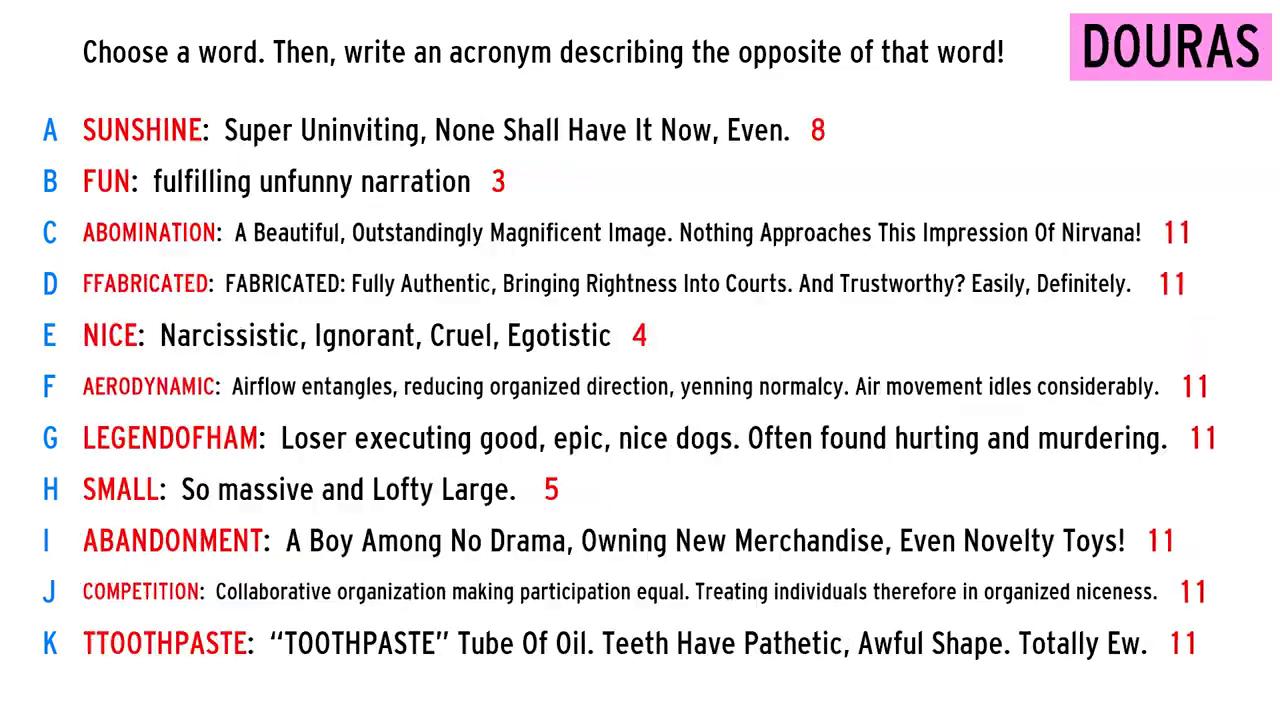 Choose a word. Then, write an acronym describing the opposite of that word!
DOURAS
A SUNSHINE: Super Uninviting, None Shall Have It Now, Even. 8
B FUN: fulfilling unfunny narration 3
C ABOMINATION: A Beautiful, Outstandingly Magnificent Image. Nothing Approaches This Impression Of Nirvana! 11
D FFABRICATED: FABRICATED: Fully Authentic, Bringing Rightness Into Courts. And Trustworthy? Easily, Definitely. 11
E NICE: Narcissistic, Ignorant, Cruel, Egotistic 4
F AERODYNAMIC: Airflow entangles, reducing organized direction, yenning normalcy. Air movement idles considerably. 11
G LEGENDOFHAM: Loser executing good, epic, nice dogs. Often found hurting and murdering. 11
H SMALL: So massive and Lofty Large. 5
I ABANDONMENT: A Boy Among No Drama, Owning New Merchandise, Even Novelty Toys! 11
J COMPETITION: Collaborative organization making participation equal. Treating individuals therefore in organized niceness. 11
K TTOOTHPASTE: “TOOTHPASTE” Tube Of Oil. Teeth Have Pathetic, Awful Shape. Totally Ew. 11